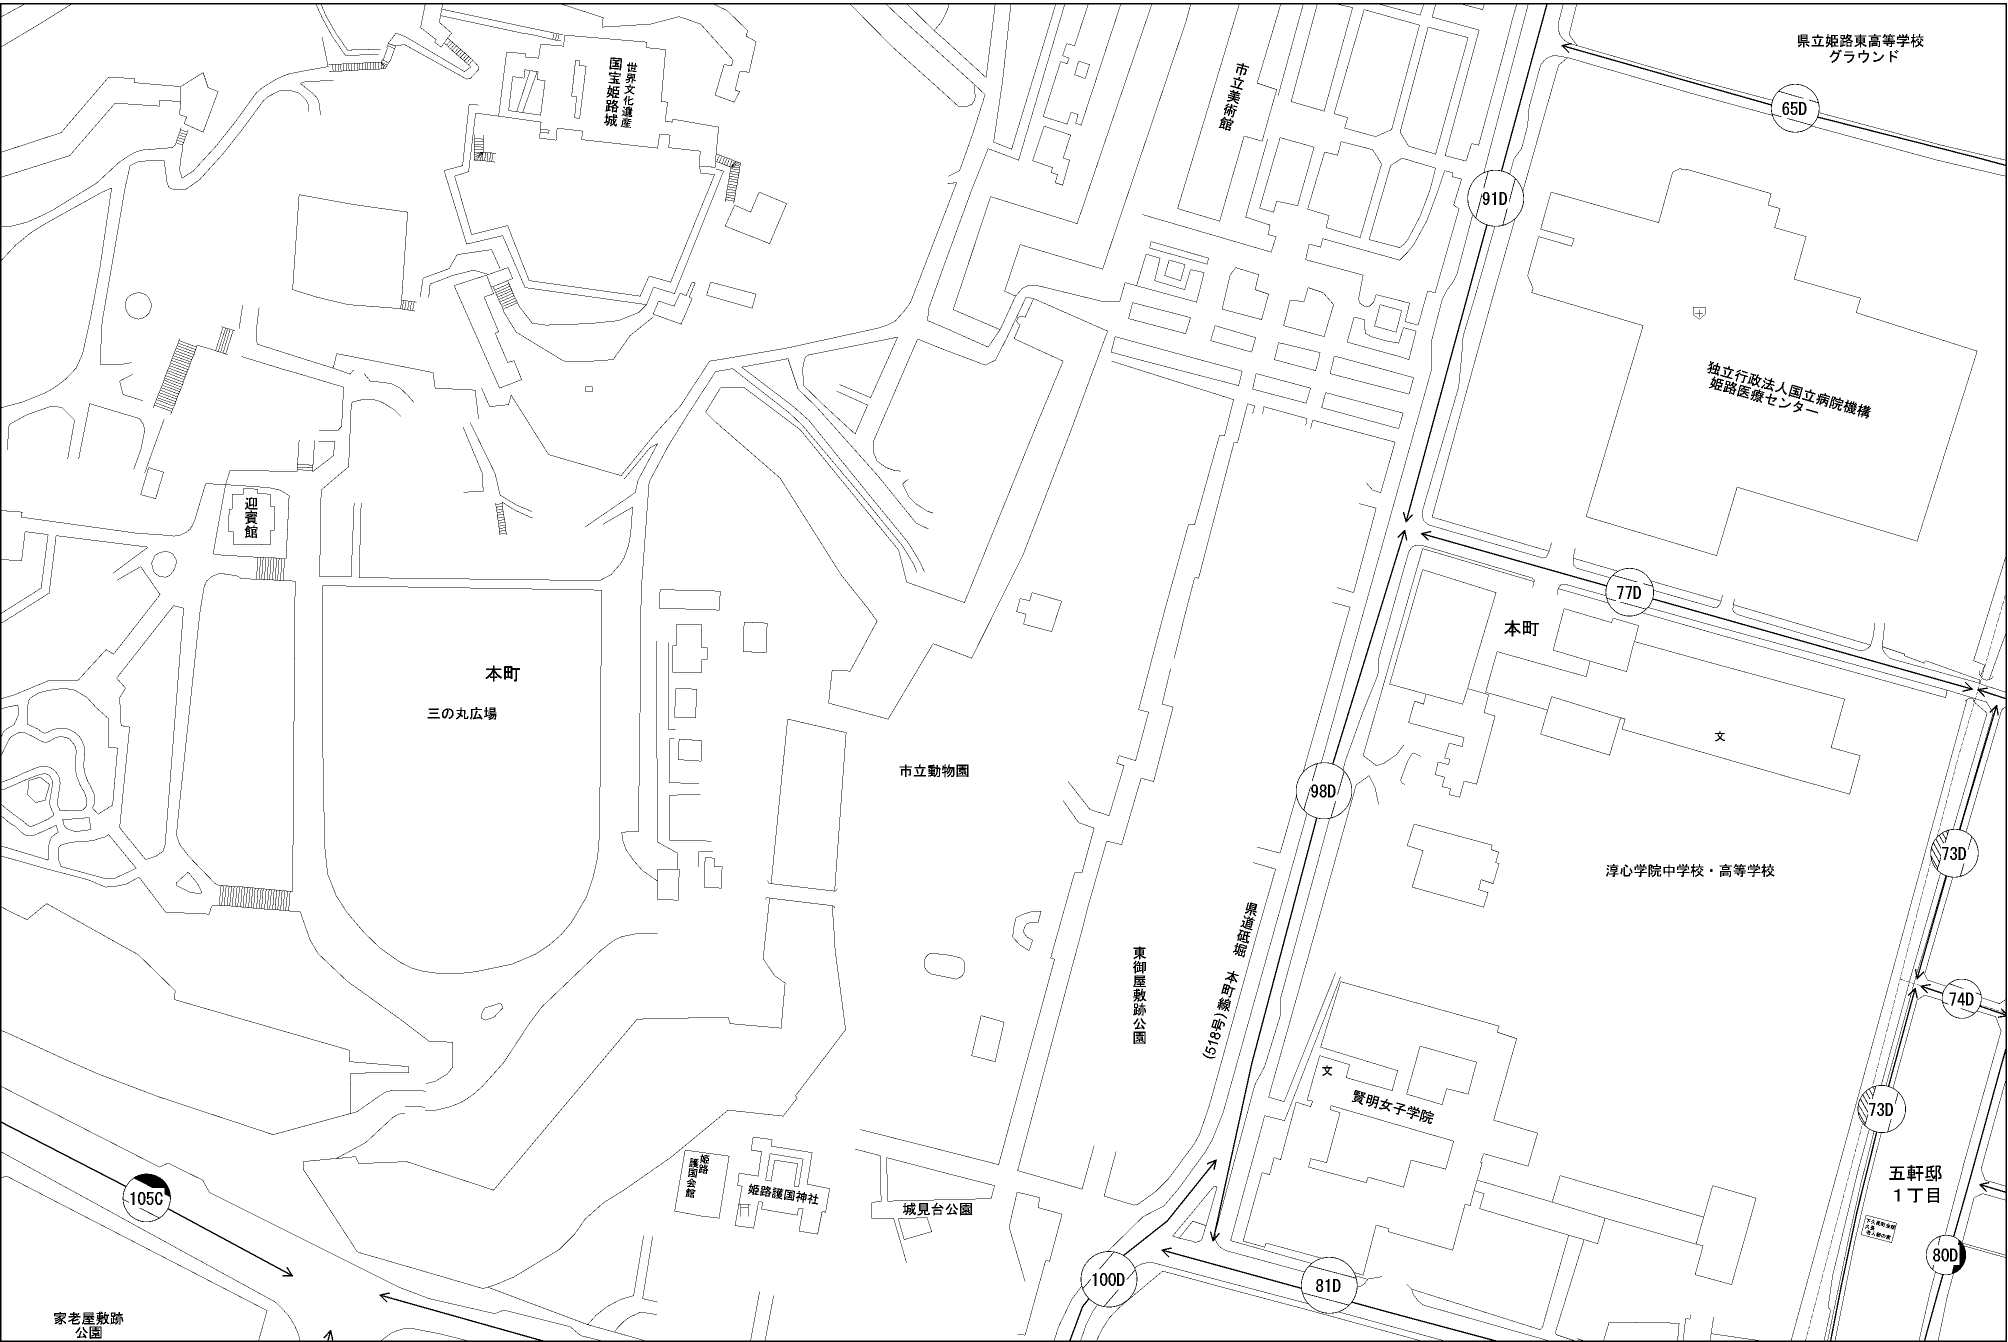 県立姫路東高等学校
グラウンド
65D
世界文化遺産
国宝姫路城
市立美術館
91D
独立行政法人国立病院機構
姫路医療センター
迎賓館
77D
本町
本町
三の丸広場
文
市立動物園
98D
73D
淳心学院中学校・高等学校
県道砥堀　本町線
(518号)
東御屋敷跡公園
74D
文
賢明女子学院
73D
姫路
護国会館
姫路護国神社
城見台公園
五軒邸
1丁目
105C
80D
100D
81D
家老屋敷跡
公園